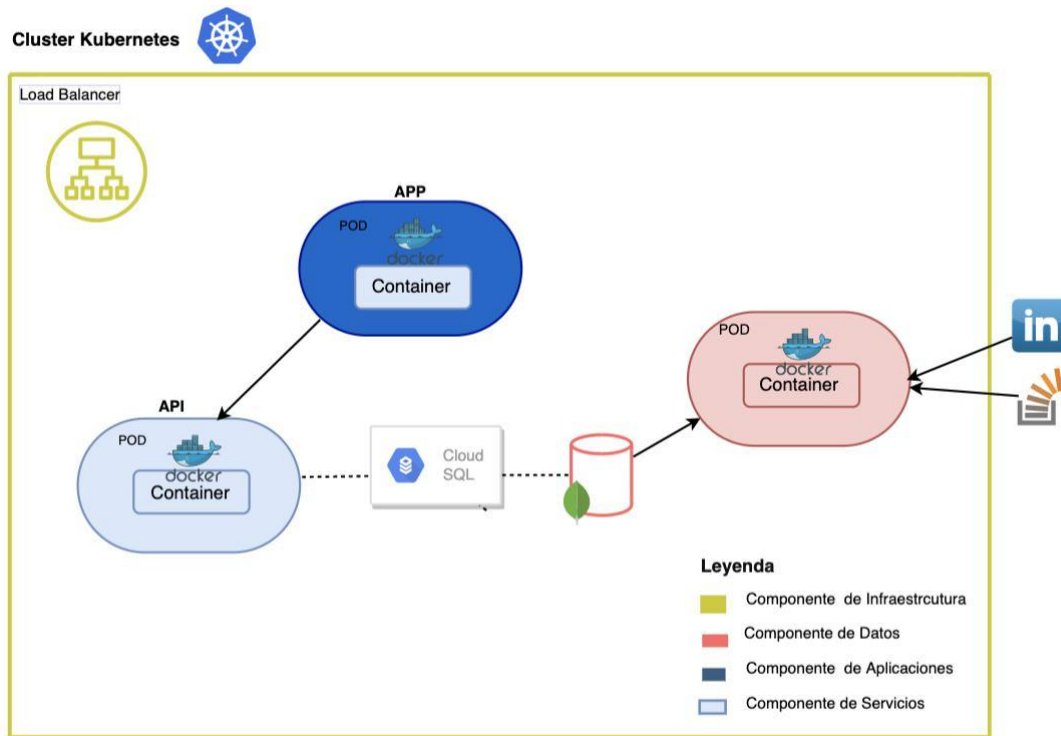 Cluster Kubernetes
Load Balancer
APP
POD
docker
Container
POD
docker
Container
in
API
POD
docker
Container
Cloud
SQL
Leyenda
Componente de Infraestrcutura
Componente de Datos
Componente de Aplicaciones
Componente de Servicios